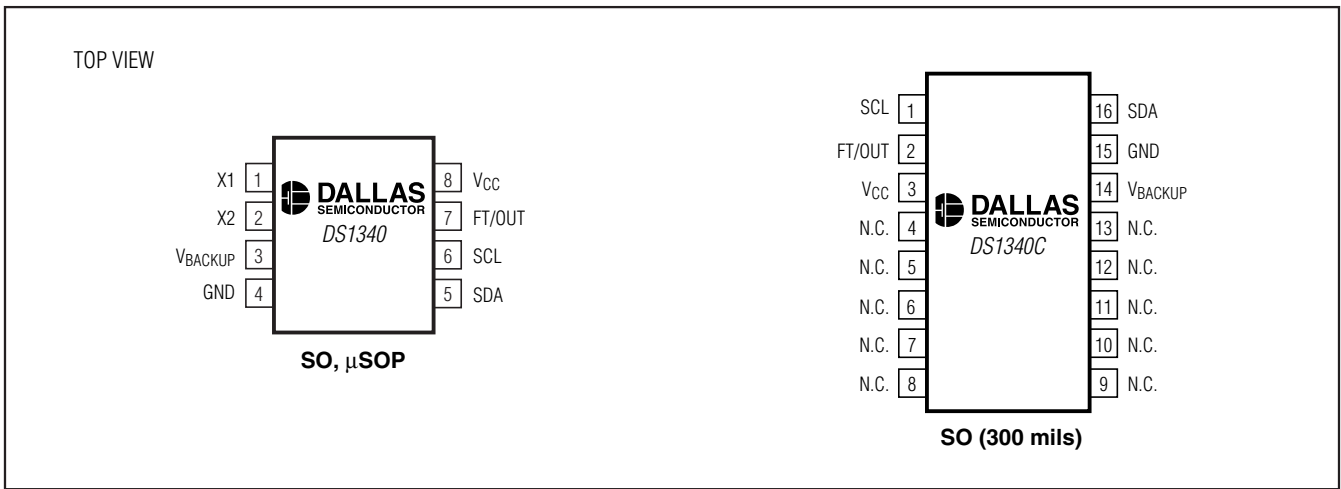 TOP VIEW
X1 1
X2 2
VBACKUP 3
GND 4
8 VCC
7 FT/OUT
6 SCL
5 SDA
DALLAS
SEMICONDUCTOR
DS1340
SO, μSOP
SCL 1
FT/OUT 2
VCC 3
N.C. 4
N.C. 5
N.C. 6
N.C. 7
N.C. 8
16 SDA
15 GND
14 VBACKUP
13 N.C.
12 N.C.
11 N.C.
10 N.C.
9 N.C.
DALLAS
SEMICONDUCTOR
DS1340C
SO (300 mils)